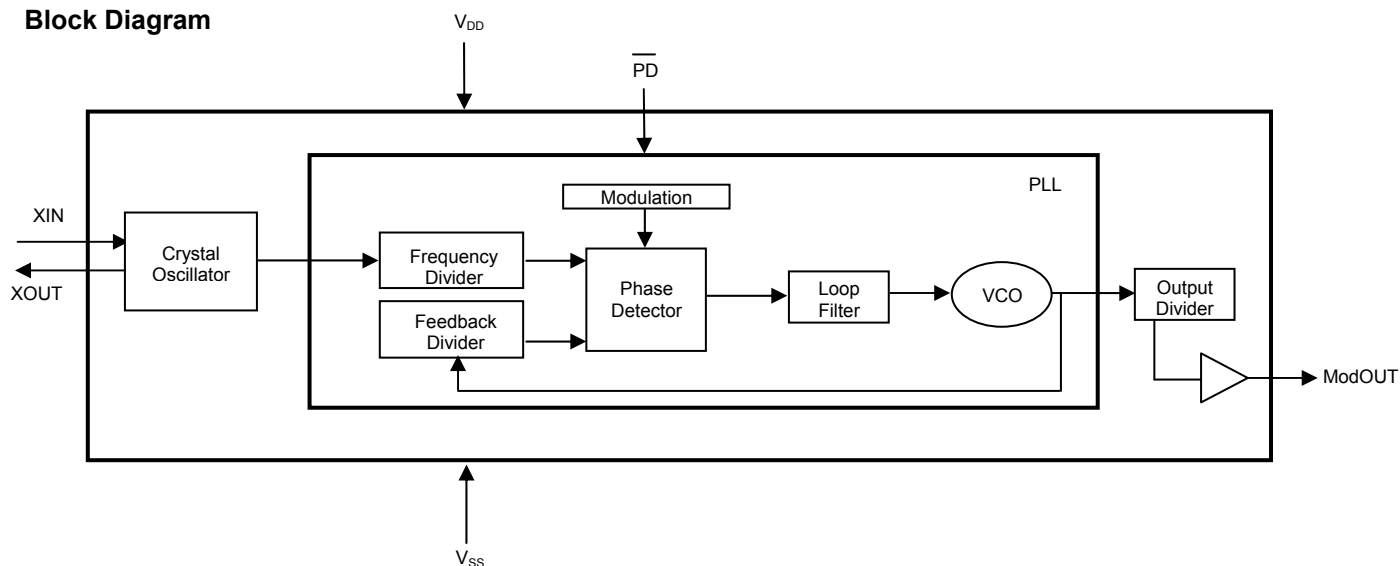 Block Diagram
VDD
PD
PLL
Modulation
XIN
XOUT
Crystal
Oscillator
Frequency
Divider
Feedback
Divider
Phase
Detector
Loop
Filter
VCO
Output
Divider
ModOUT
VSS